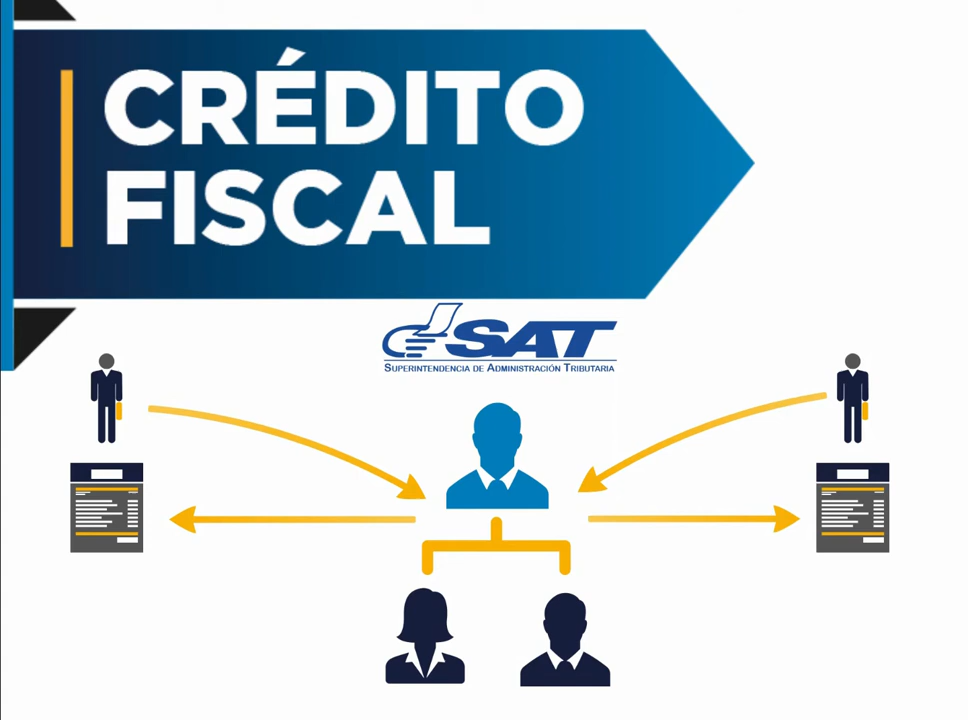 CRÉDITO
FISCAL
SAT
SUPERINTENDENCIA DE ADMINISTRACIÓN TRIBUTARIA